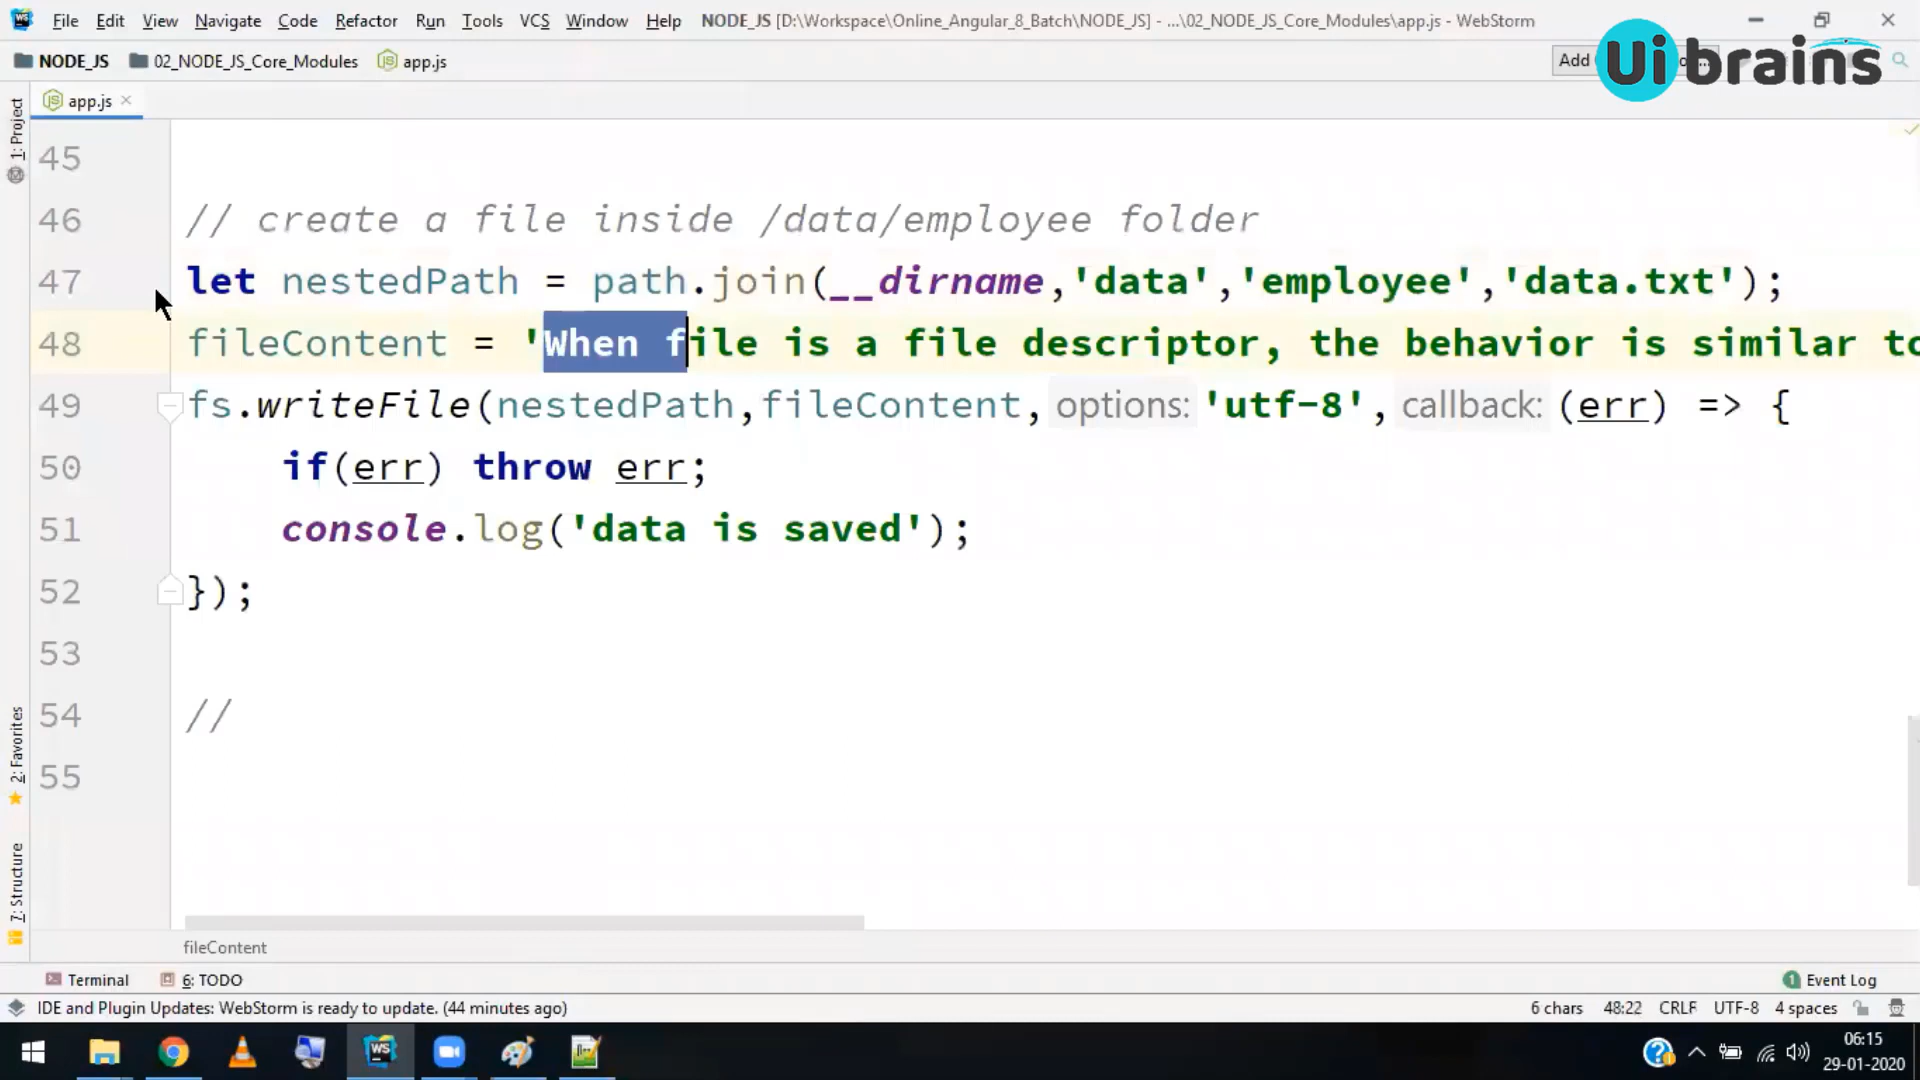 File Edit View Navigate Code Refactor Run Tools VCS Window Help NODE_JS [D:\Workspace\Online_Angular_8_Batch\NODE_JS] - ...\02_NODE_JS_Core_Modules\app.js - WebStorm
NODE_JS 02_NODE_JS_Core_Modules app.js Add
Uibrains
1: Project
app.js
45
46 // create a file inside /data/employee folder
47 let nestedPath = path.join(__dirname,'data','employee','data.txt');
48 fileContent = 'When file is a file descriptor, the behavior is similar to
49 fs.writeFile(nestedPath,fileContent, options: 'utf-8', callback: (err) => {
50 if(err) throw err;
51 console.log('data is saved');
52 });
53
54 //
55
2: Favorites
7: Structure
fileContent
Terminal 6: TODO 1 Event Log
IDE and Plugin Updates: WebStorm is ready to update. (44 minutes ago) 6 chars 48:22 CRLF UTF-8 4 spaces
WS
06:15
29-01-2020